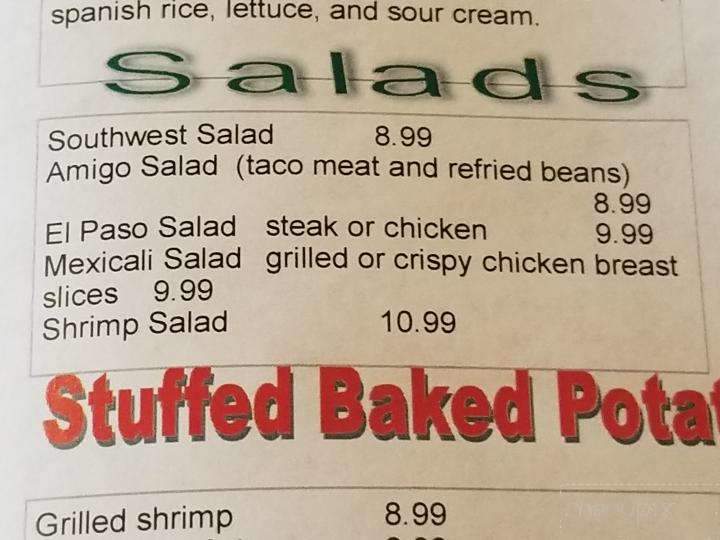 spanish rice, lettuce, and sour cream.
Salads
Southwest Salad 8.99
Amigo Salad (taco meat and refried beans)
8.99
El Paso Salad steak or chicken 9.99
Mexicali Salad grilled or crispy chicken breast
slices 9.99
Shrimp Salad 10.99
Stuffed Baked Pota
Grilled shrimp 8.99